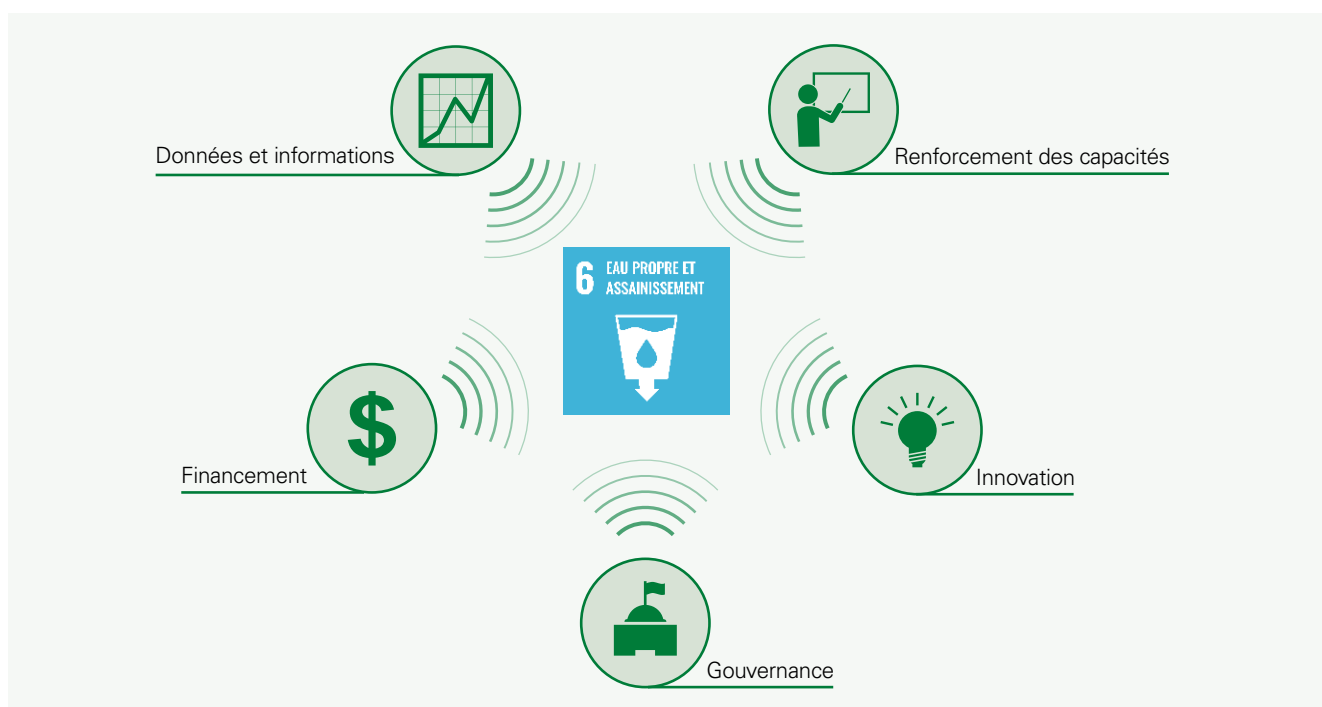 Données et informations
Renforcement des capacités
6 EAU PROPRE ET
ASSAINISSEMENT
$
Financement
Innovation
Gouvernance